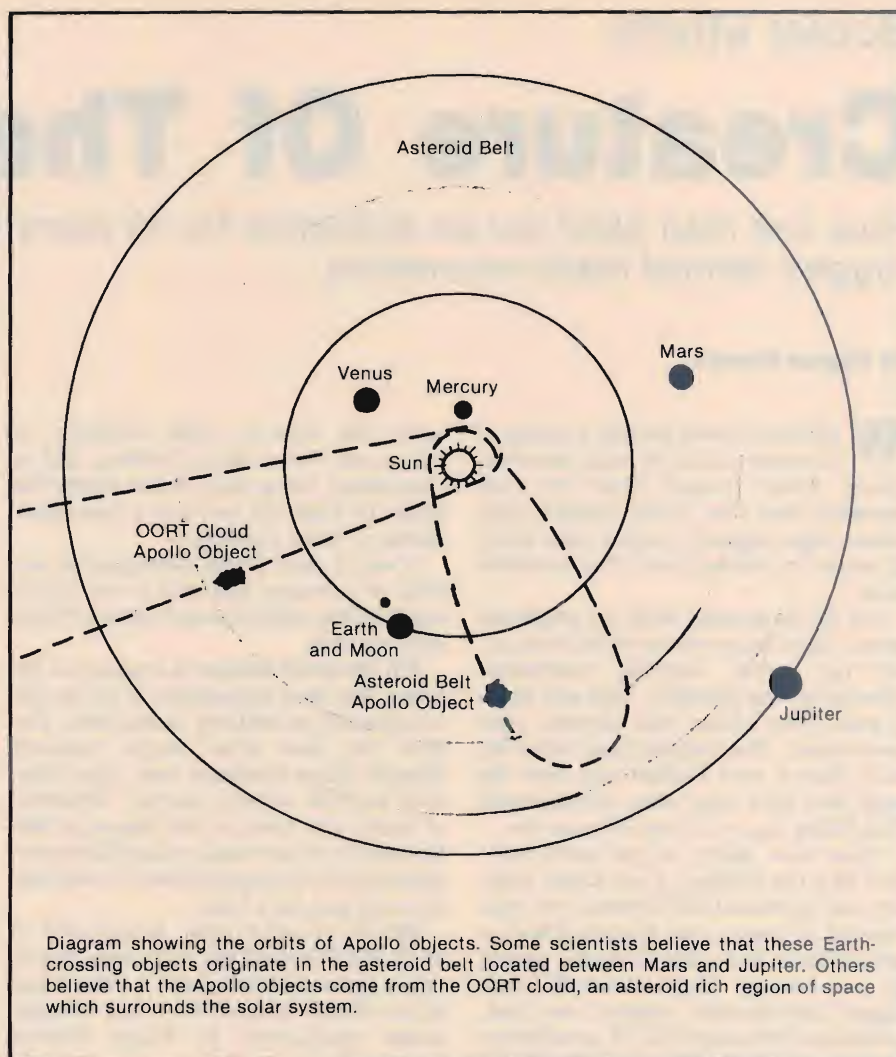 Asteroid Belt
Mars
Venus
Mercury
Sun
OORT Cloud
Apollo Object
Earth
and Moon
Asteroid Belt
Apollo Object
Jupiter
Diagram showing the orbits of Apollo objects. Some scientists believe that these Earth-
crossing objects originate in the asteroid belt located between Mars and Jupiter. Others
believe that the Apollo objects come from the OORT cloud, an asteroid rich region of space
which surrounds the solar system.